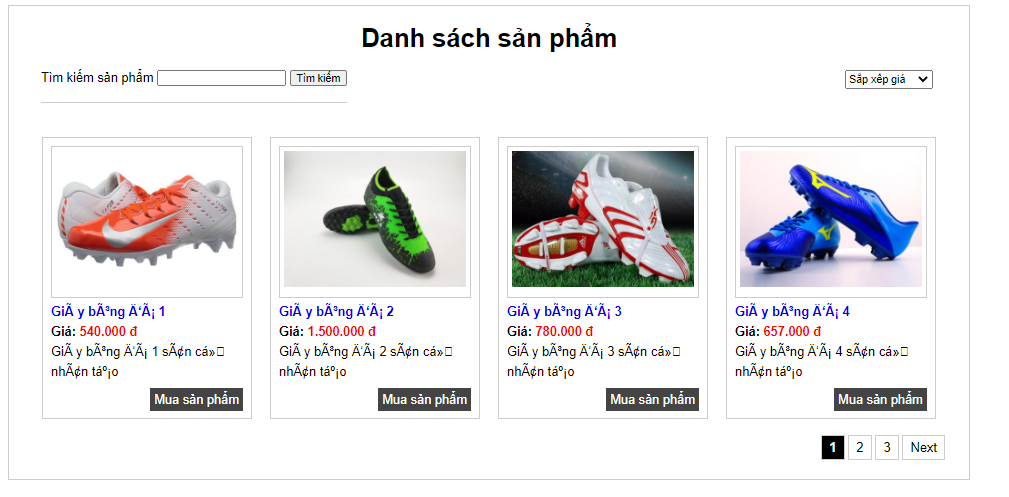 Danh sách sản phẩm
Tìm kiếm sản phẩm Tìm kiếm Sắp xếp giá
GiÃ y bÃ³ng Ä‘Ã¡ 1
Giá: 540.000 đ
GiÃ y bÃ³ng Ä‘Ã¡ 1 sÃ¢n cá»□
nhÃ¢n táº¡o
Mua sản phẩm
GiÃ y bÃ³ng Ä‘Ã¡ 2
Giá: 1.500.000 đ
GiÃ y bÃ³ng Ä‘Ã¡ 2 sÃ¢n cá»□
nhÃ¢n táº¡o
Mua sản phẩm
GiÃ y bÃ³ng Ä‘Ã¡ 3
Giá: 780.000 đ
GiÃ y bÃ³ng Ä‘Ã¡ 3 sÃ¢n cá»□
nhÃ¢n táº¡o
Mua sản phẩm
GiÃ y bÃ³ng Ä‘Ã¡ 4
Giá: 657.000 đ
GiÃ y bÃ³ng Ä‘Ã¡ 4 sÃ¢n cá»□
nhÃ¢n táº¡o
Mua sản phẩm
1 2 3 Next